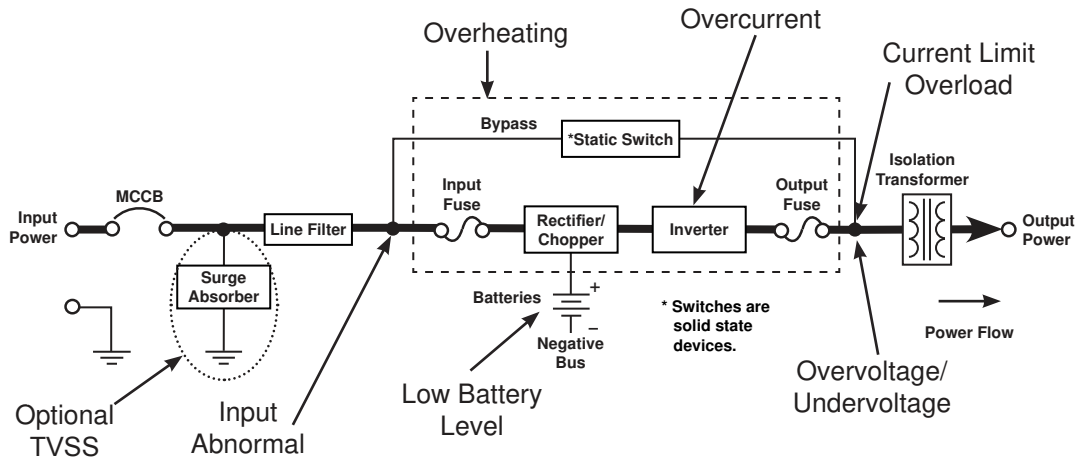 Overheating
Overcurrent
Current Limit
Overload
Bypass
*Static Switch
Isolation
Transformer
MCCB
Input
Fuse
Output
Fuse
Input
Power
Line Filter
Rectifier/
Chopper
Inverter
Output
Power
Surge
Absorber
Batteries
+
–
Negative
Bus
* Switches are
solid state
devices.
Power Flow
Optional
TVSS
Input
Abnormal
Low Battery
Level
Overvoltage/
Undervoltage